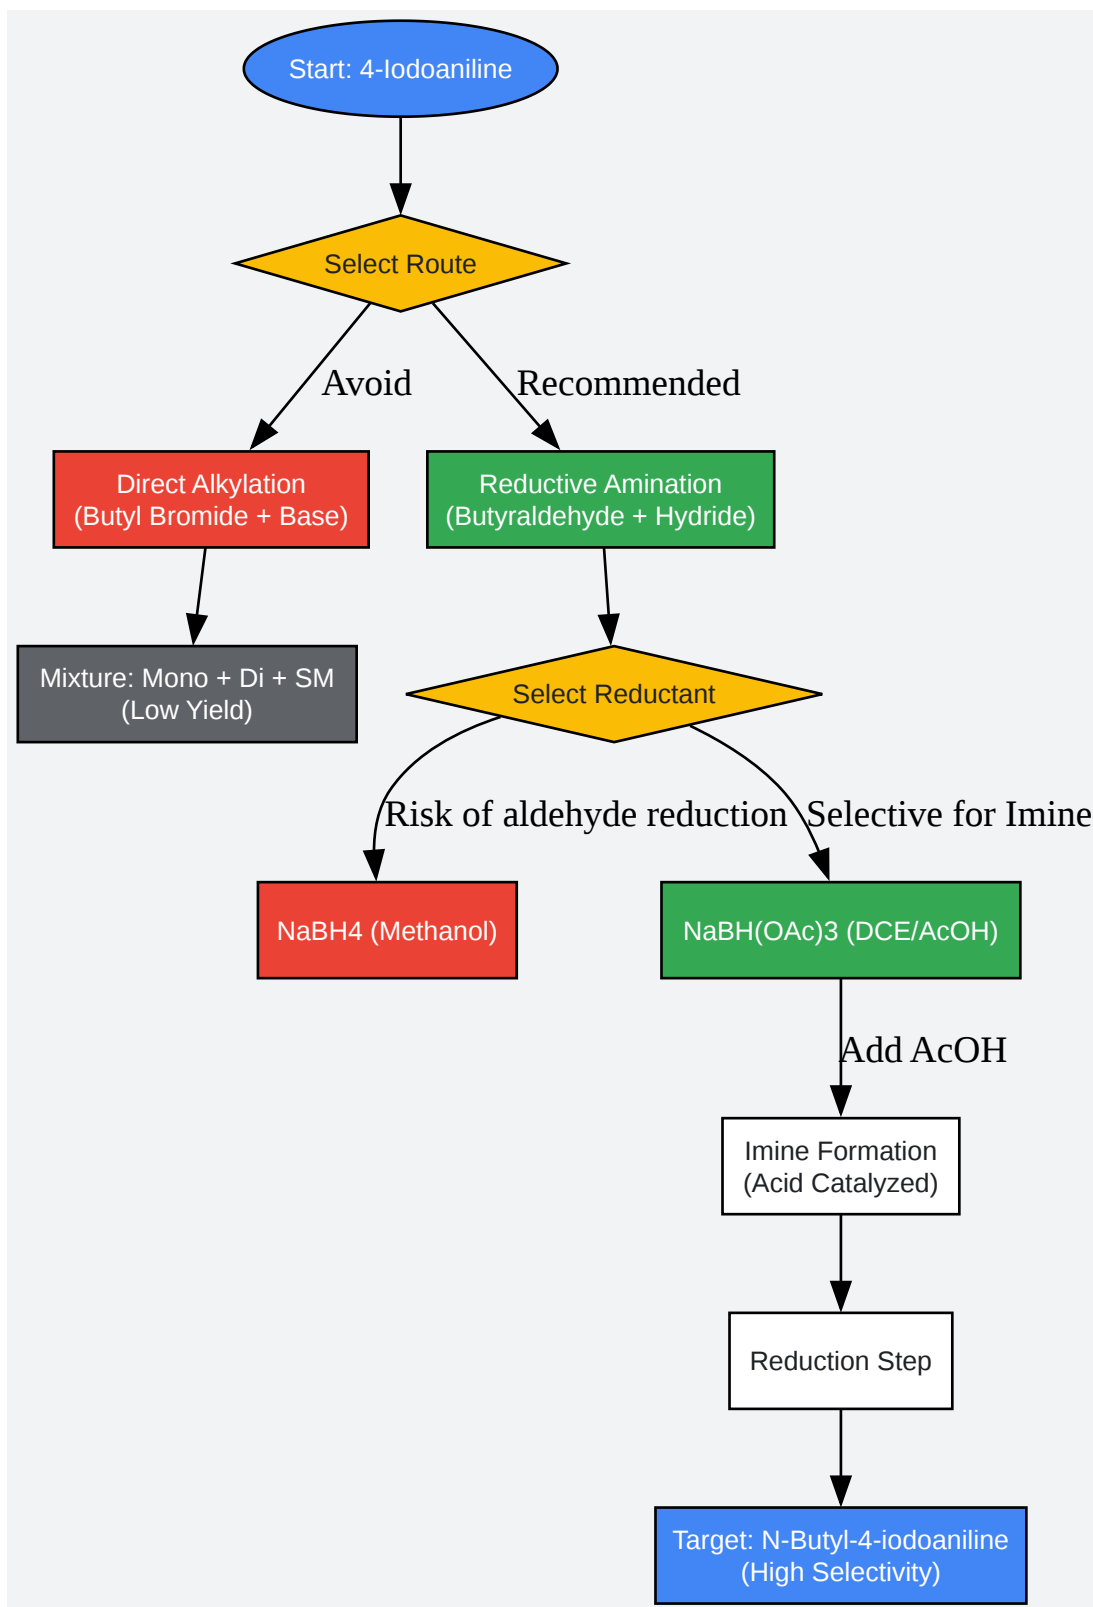 Start: 4-Iodoaniline
Select Route
Avoid
Recommended
Direct Alkylation
(Butyl Bromide + Base)
Reductive Amination
(Butyraldehyde + Hydride)
Mixture: Mono + Di + SM
(Low Yield)
Select Reductant
Risk of aldehyde reduction
Selective for Imine
NaBH4 (Methanol)
NaBH(OAc)3 (DCE/AcOH)
Add AcOH
Imine Formation
(Acid Catalyzed)
Reduction Step
Target: N-Butyl-4-iodoaniline
(High Selectivity)